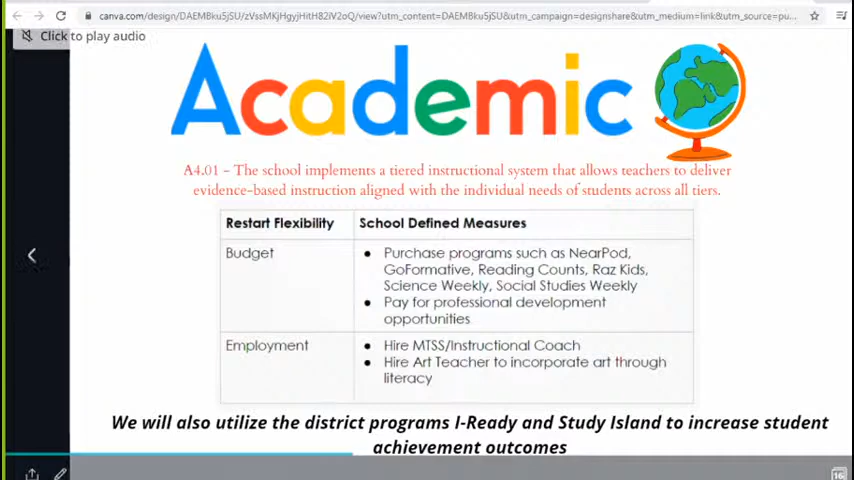 canva.com/design/DAEMBku5jSU/zVssMKjHgyjHitH82iV2oQ/view?utm_content=DAEMBku5jSU&utm_campaign=designshare&utm_medium=link&utm_source=pu...
Click to play audio
Academic
A4.01 - The school implements a tiered instructional system that allows teachers to deliver
evidence-based instruction aligned with the individual needs of students across all tiers.
Restart Flexibility
School Defined Measures
Budget
● Purchase programs such as NearPod,
GoFormative, Reading Counts, Raz Kids,
Science Weekly, Social Studies Weekly
● Pay for professional development
opportunities
Employment
● Hire MTSS/Instructional Coach
● Hire Art Teacher to incorporate art through
literacy
We will also utilize the district programs I-Ready and Study Island to increase student
achievement outcomes
16